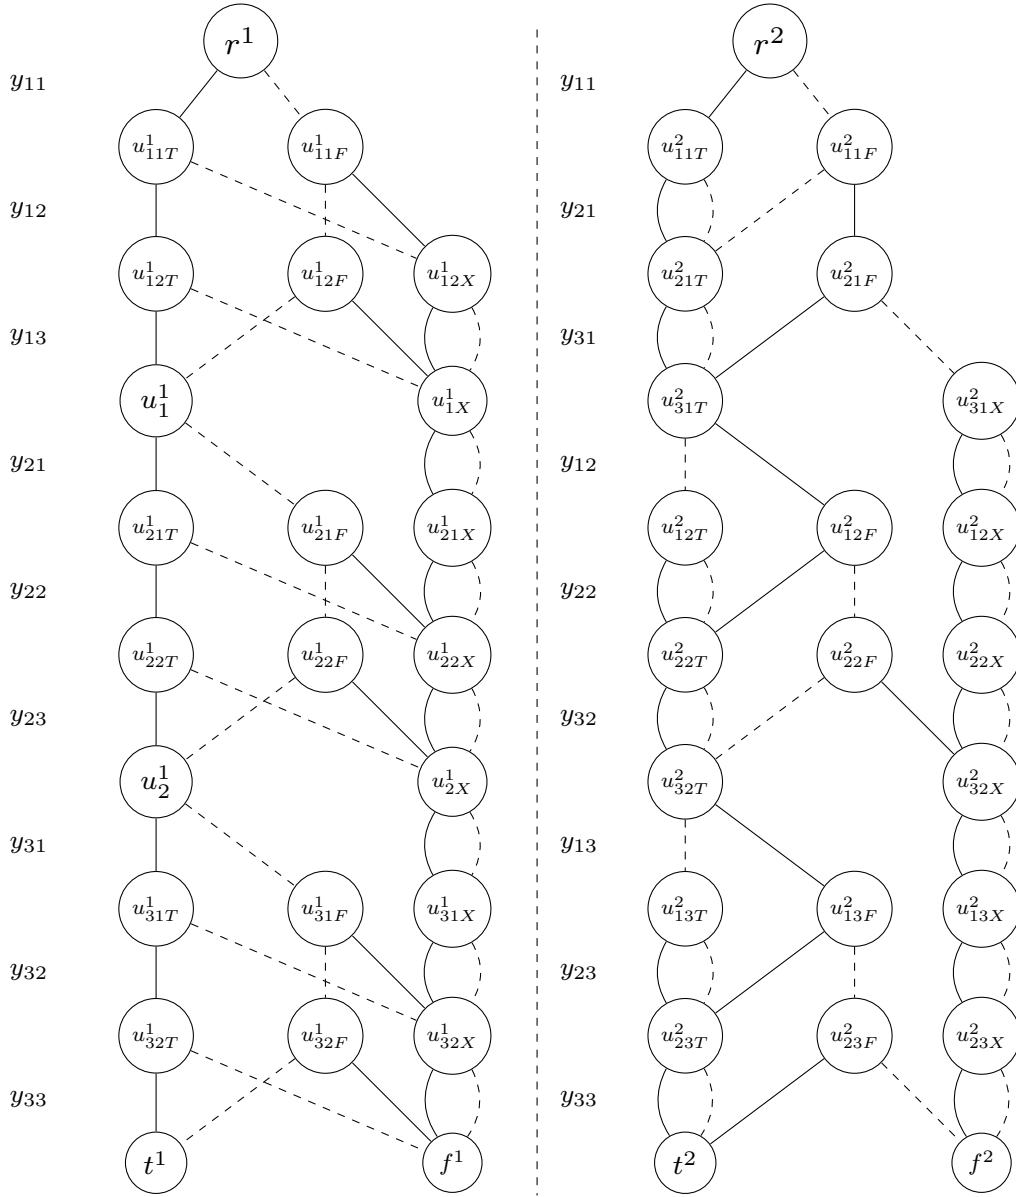 r^1 r^2
y_{11} y_{11}
u^1_{11T} u^1_{11F} u^2_{11T} u^2_{11F}
y_{12} y_{21}
u^1_{12T} u^1_{12F} u^1_{12X} u^2_{21T} u^2_{21F}
y_{13} y_{31}
u^1_1 u^1_{1X} u^2_{31T} u^2_{31X}
y_{21} y_{12}
u^1_{21T} u^1_{21F} u^1_{21X} u^2_{12T} u^2_{12F} u^2_{12X}
y_{22} y_{22}
u^1_{22T} u^1_{22F} u^1_{22X} u^2_{22T} u^2_{22F} u^2_{22X}
y_{23} y_{32}
u^1_2 u^1_{2X} u^2_{32T} u^2_{32X}
y_{31} y_{13}
u^1_{31T} u^1_{31F} u^1_{31X} u^2_{13T} u^2_{13F} u^2_{13X}
y_{32} y_{23}
u^1_{32T} u^1_{32F} u^1_{32X} u^2_{23T} u^2_{23F} u^2_{23X}
y_{33} y_{33}
t^1 f^1 t^2 f^2